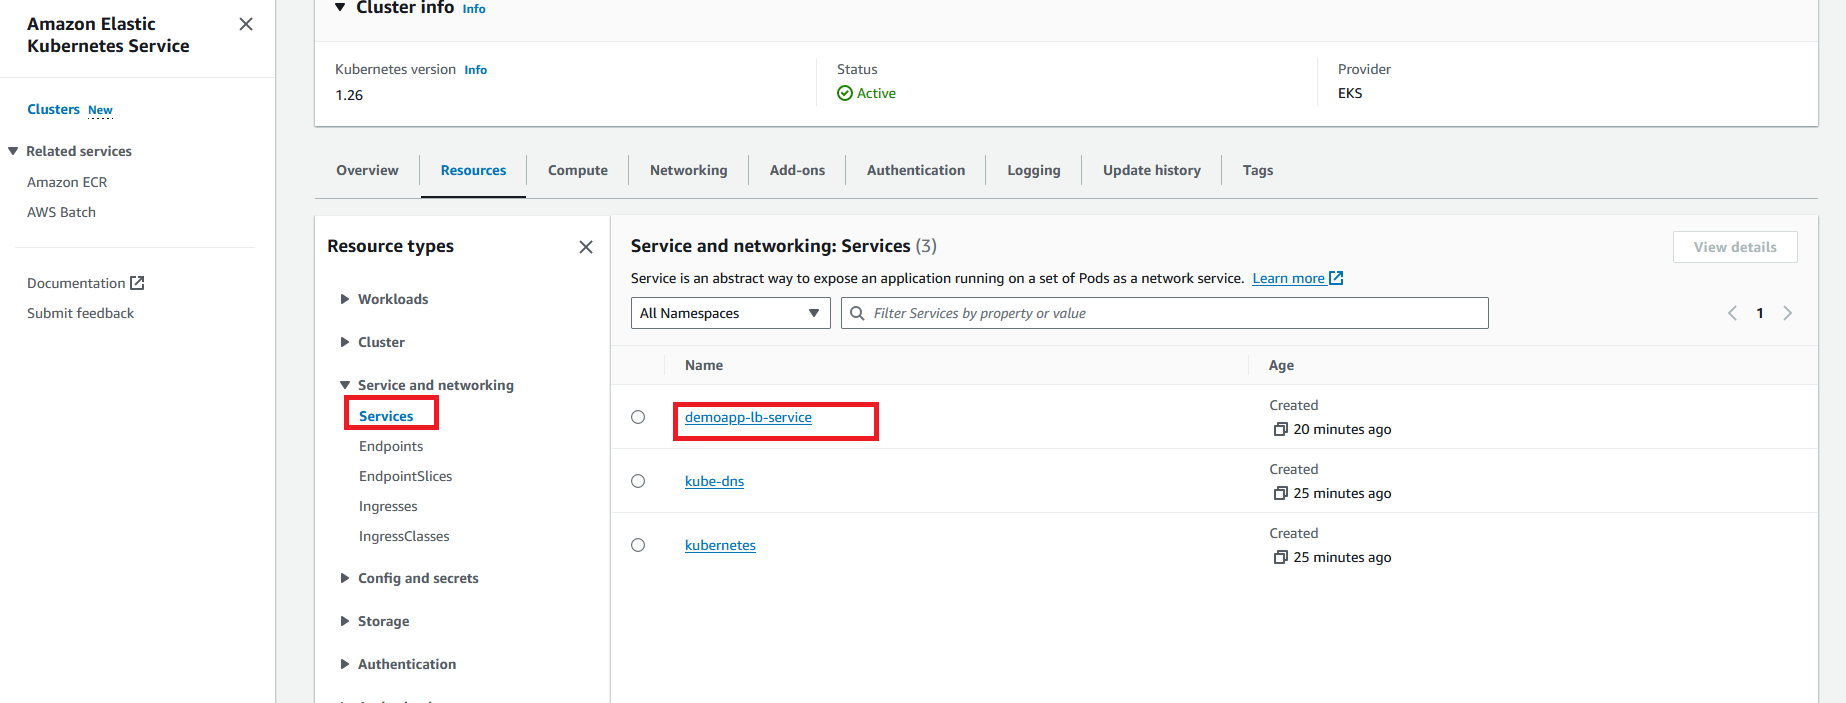 Amazon Elastic
Kubernetes Service
Clusters New
Related services
Amazon ECR
AWS Batch
Documentation
Submit feedback
Cluster info Info
Kubernetes version Info
1.26
Status
Active
Provider
EKS
Overview
Resources
Compute
Networking
Add-ons
Authentication
Logging
Update history
Tags
Resource types
Workloads
Cluster
Service and networking
Services
Endpoints
EndpointSlices
Ingresses
IngressClasses
Config and secrets
Storage
Authentication
Service and networking: Services (3)
View details
Service is an abstract way to expose an application running on a set of Pods as a network service. Learn more
All Namespaces
Filter Services by property or value
1
Name
Age
demoapp-lb-service
Created
20 minutes ago
kube-dns
Created
25 minutes ago
kubernetes
Created
25 minutes ago